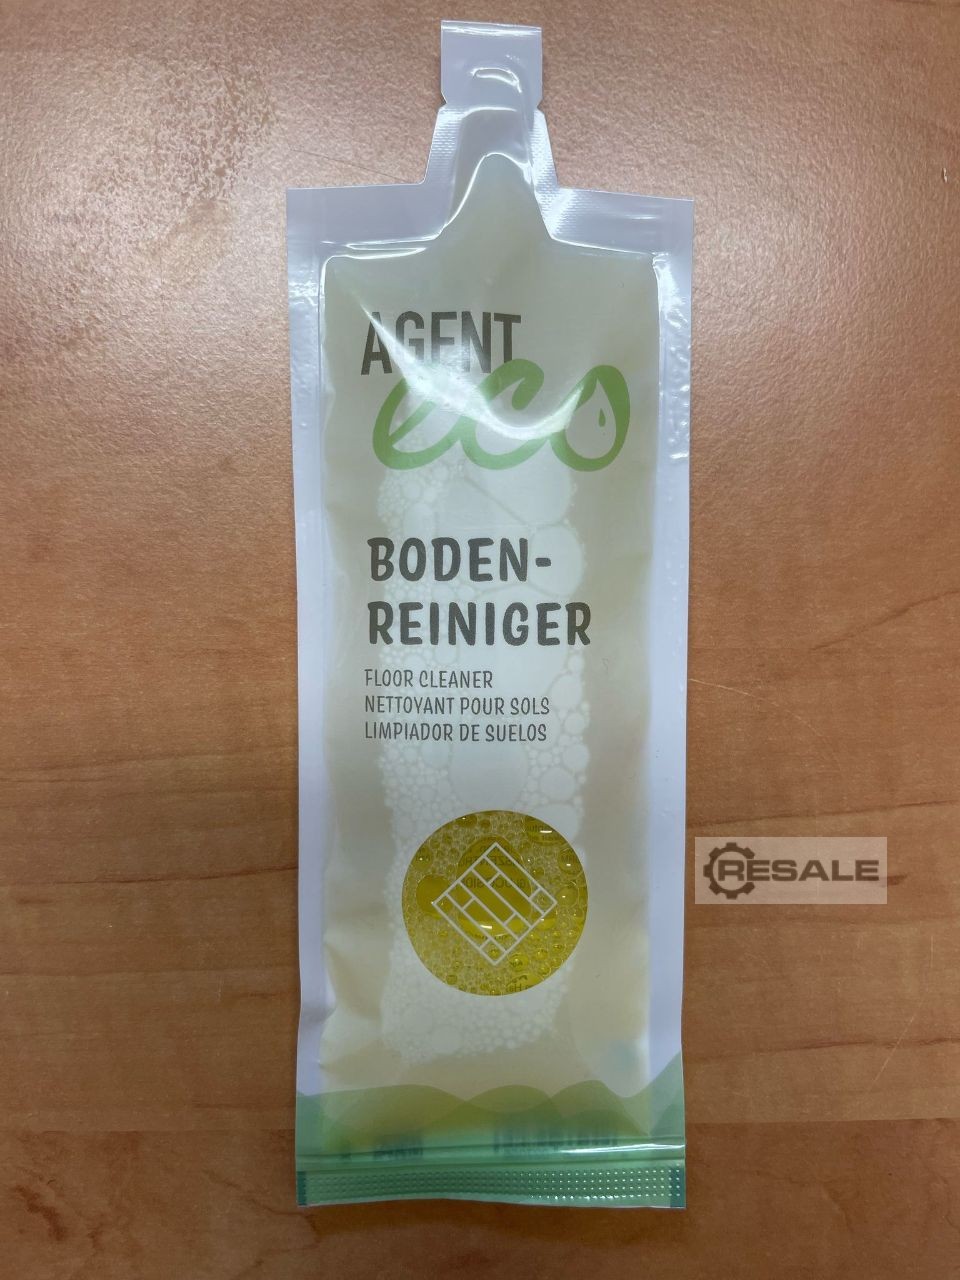 AGENT
eco
BODEN-
REINIGER
FLOOR CLEANER
NETTOYANT POUR SOLS
LIMPIADOR DE SUELOS
RESALE